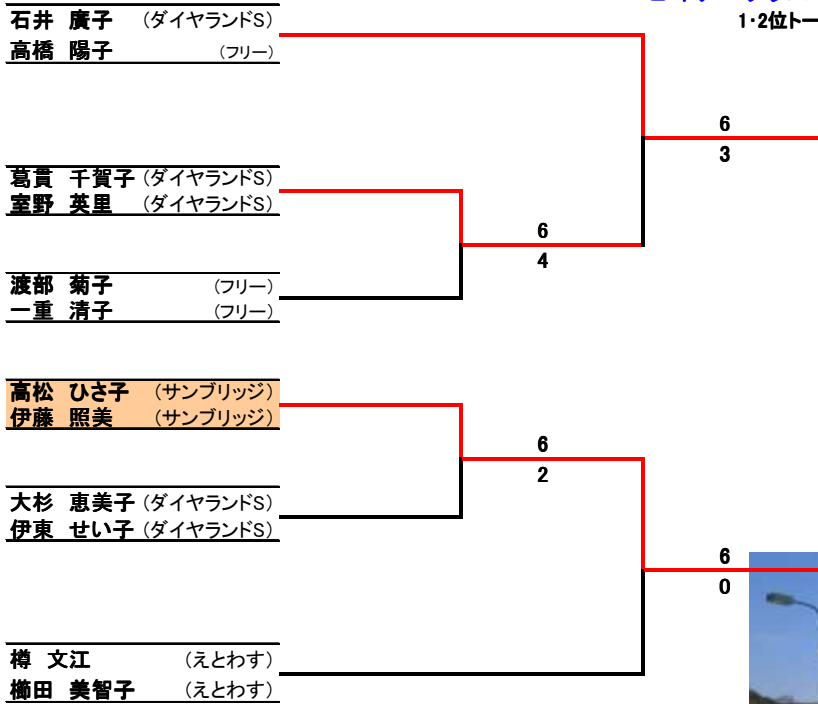 1・2位トー
石井 廣子 (ダイヤランドS)
高橋 陽子 (フリー)
6
3
葛貫 千賀子 (ダイヤランドS)
室野 英里 (ダイヤランドS)
6
4
渡部 菊子 (フリー)
一重 清子 (フリー)
高松 ひさ子 (サンブリッジ)
伊藤 照美 (サンブリッジ)
6
2
大杉 恵美子 (ダイヤランドS)
伊東 せい子 (ダイヤランドS)
6
0
樽 文江 (えとわす)
櫛田 美智子 (えとわす)